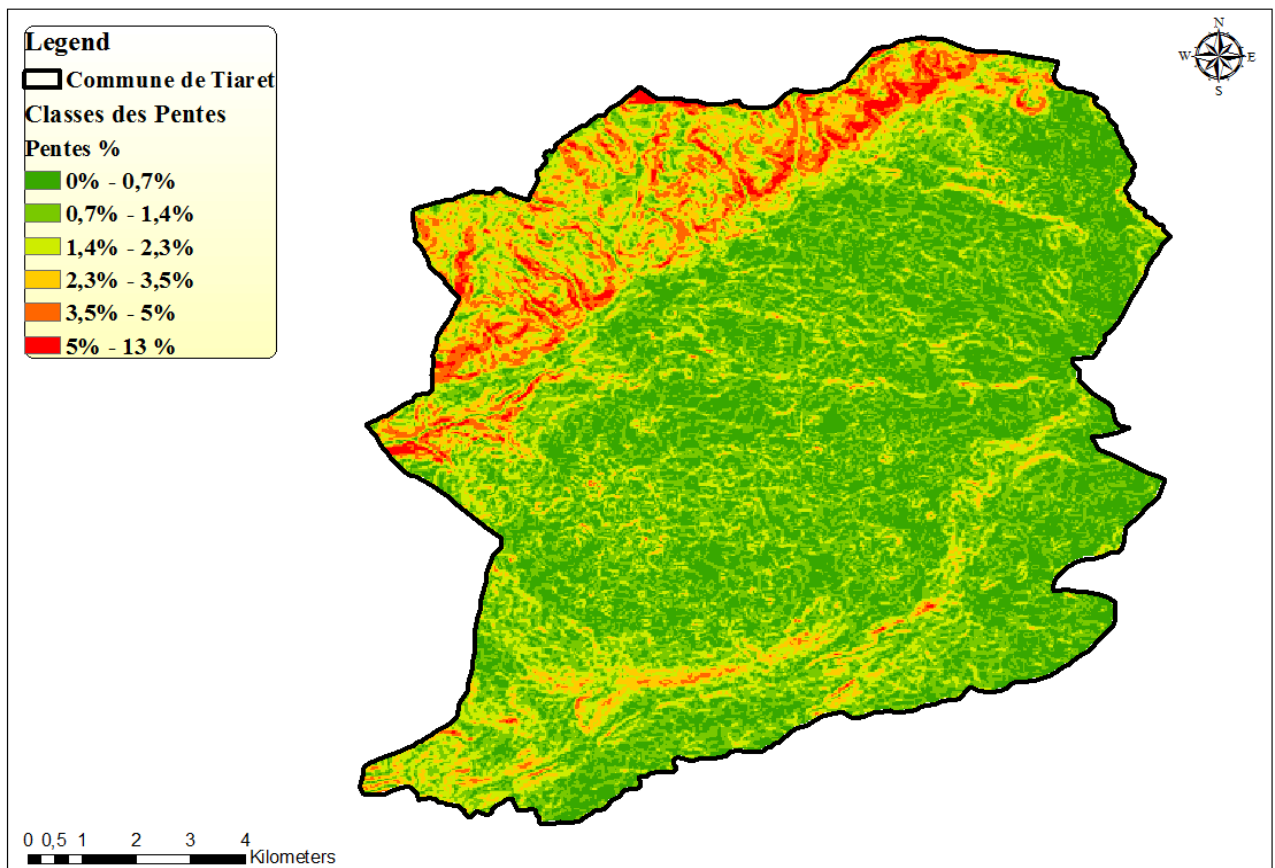 Legend
Commune de Tiaret
Classes des Pentes
Pentes %
0% - 0,7%
0,7% - 1,4%
1,4% - 2,3%
2,3% - 3,5%
3,5% - 5%
5% - 13 %
N
W E
S
0 0,5 1 2 3 4
Kilometers